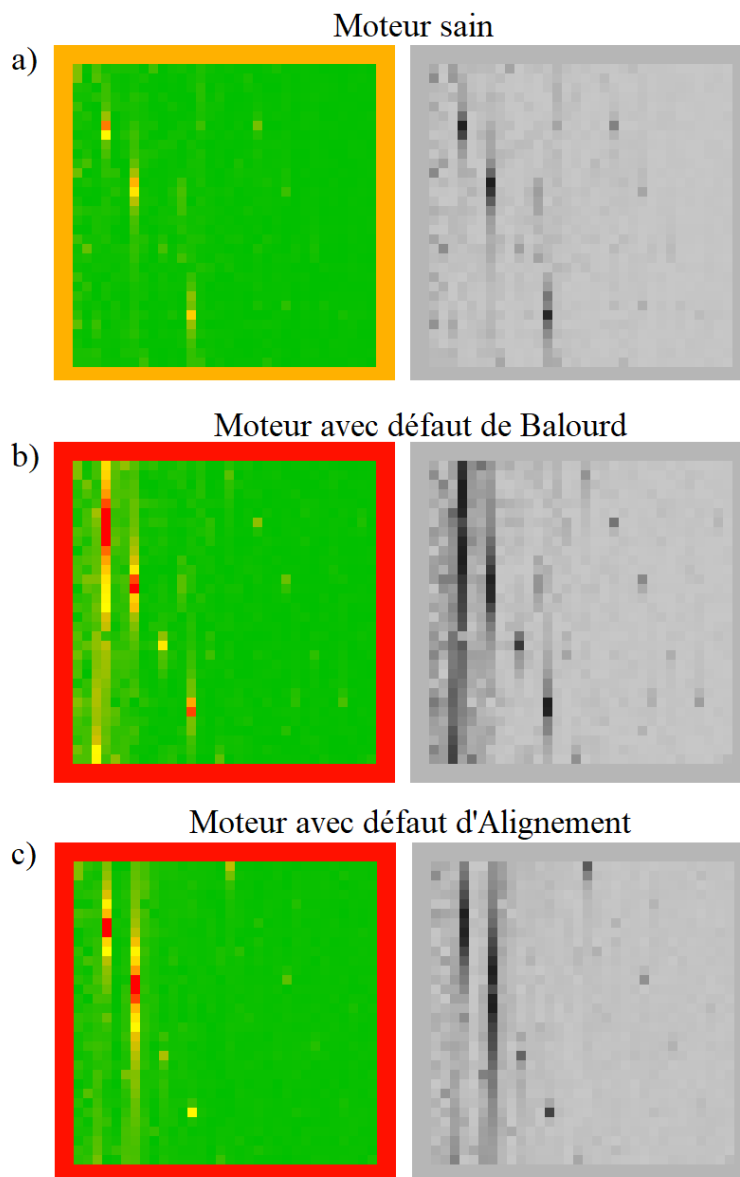 Moteur sain
a)
Moteur avec défaut de Balourd
b)
Moteur avec défaut d'Alignement
c)